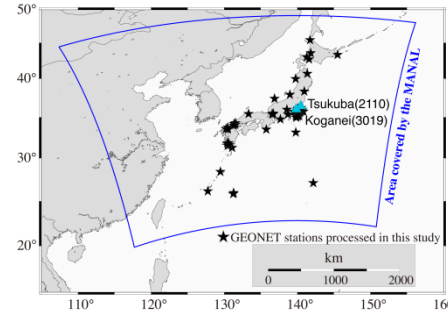 50°
40°
30°
20°
Tsukuba(2110)
Koganei(3019)
Area covered by the MANAL
GEONET stations processed in this study
km
0 500 1000
110° 120° 130° 140° 150° 160°